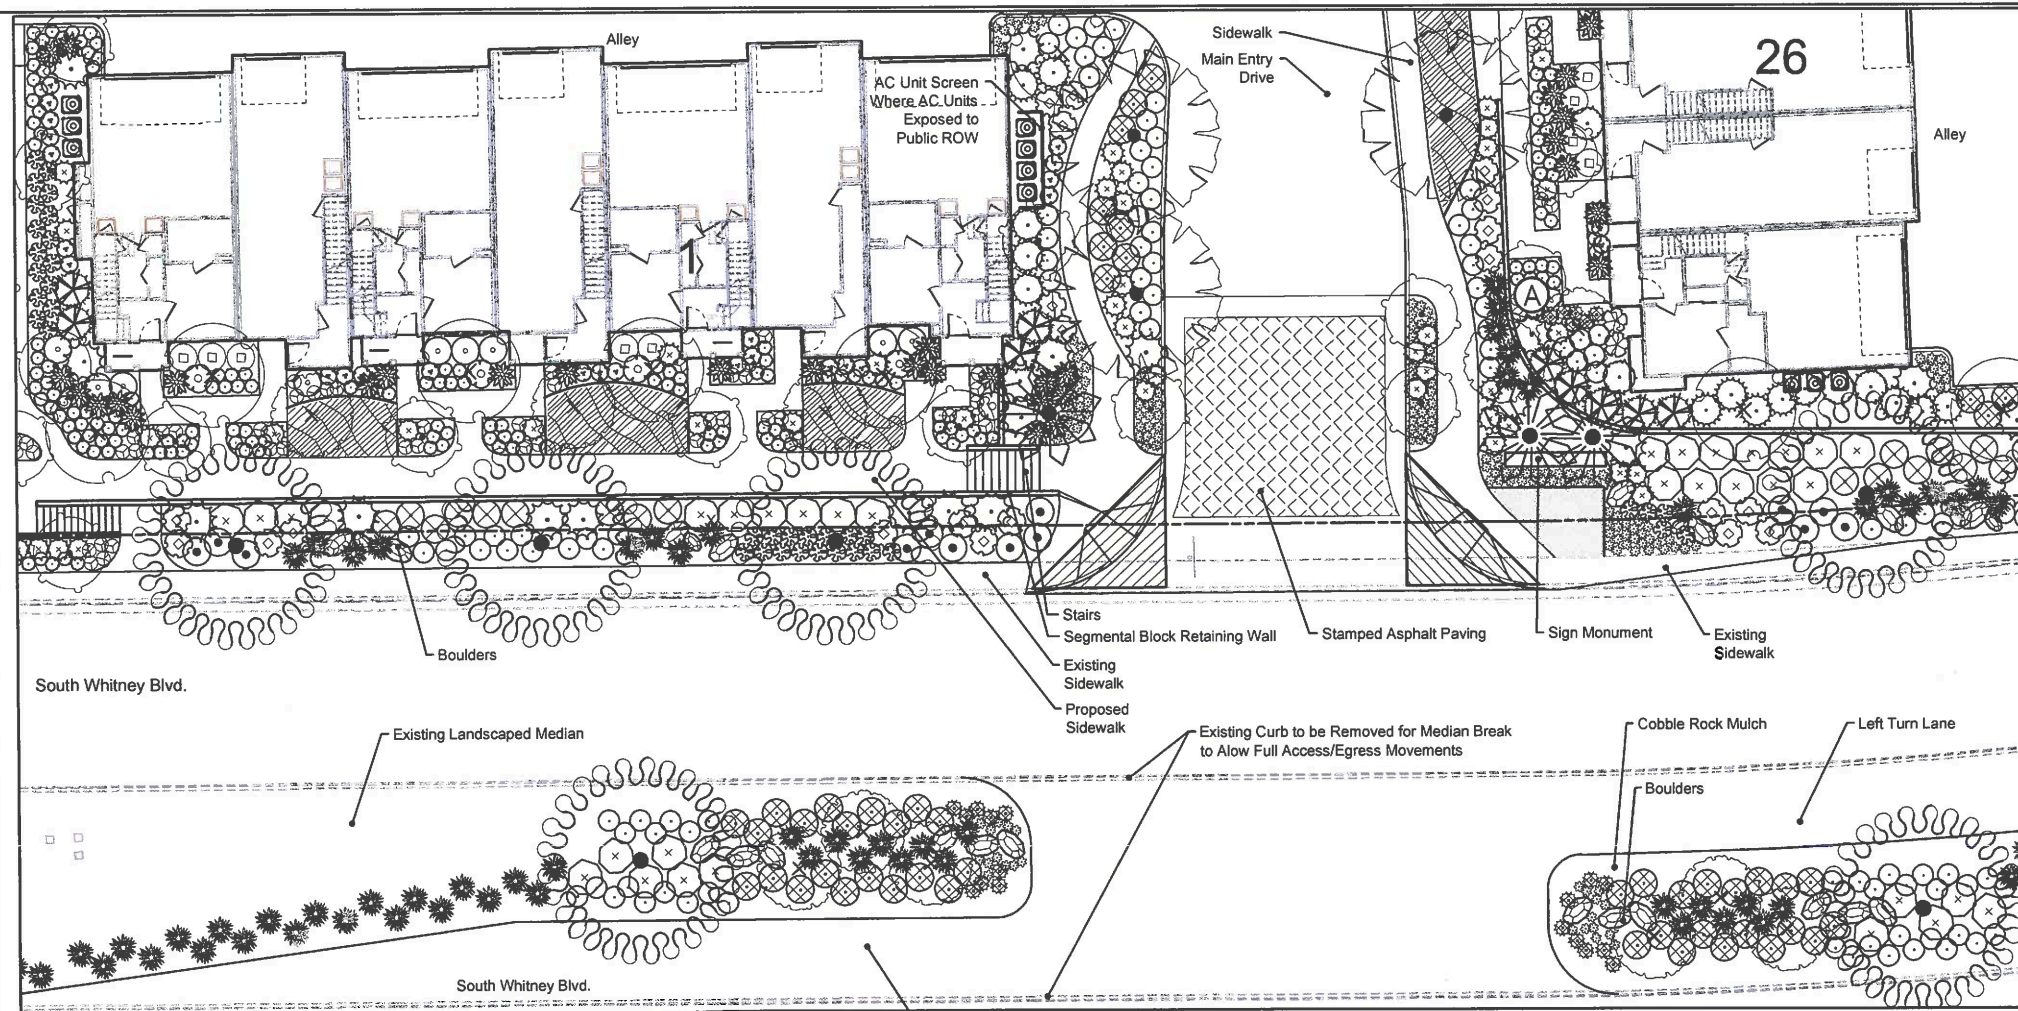 Alley
Sidewalk
Main Entry
Drive
26
AC Unit Screen
Where AC Units
Exposed to
Public ROW
Alley
1
A
Stairs
Segmental Block Retaining Wall
Stamped Asphalt Paving
Sign Monument
Existing
Sidewalk
Boulders
Existing
Sidewalk
South Whitney Blvd.
Proposed
Sidewalk
Existing Landscaped Median
Existing Curb to be Removed for Median Break
to Alow Full Access/Egress Movements
Cobble Rock Mulch
Left Turn Lane
Boulders
South Whitney Blvd.